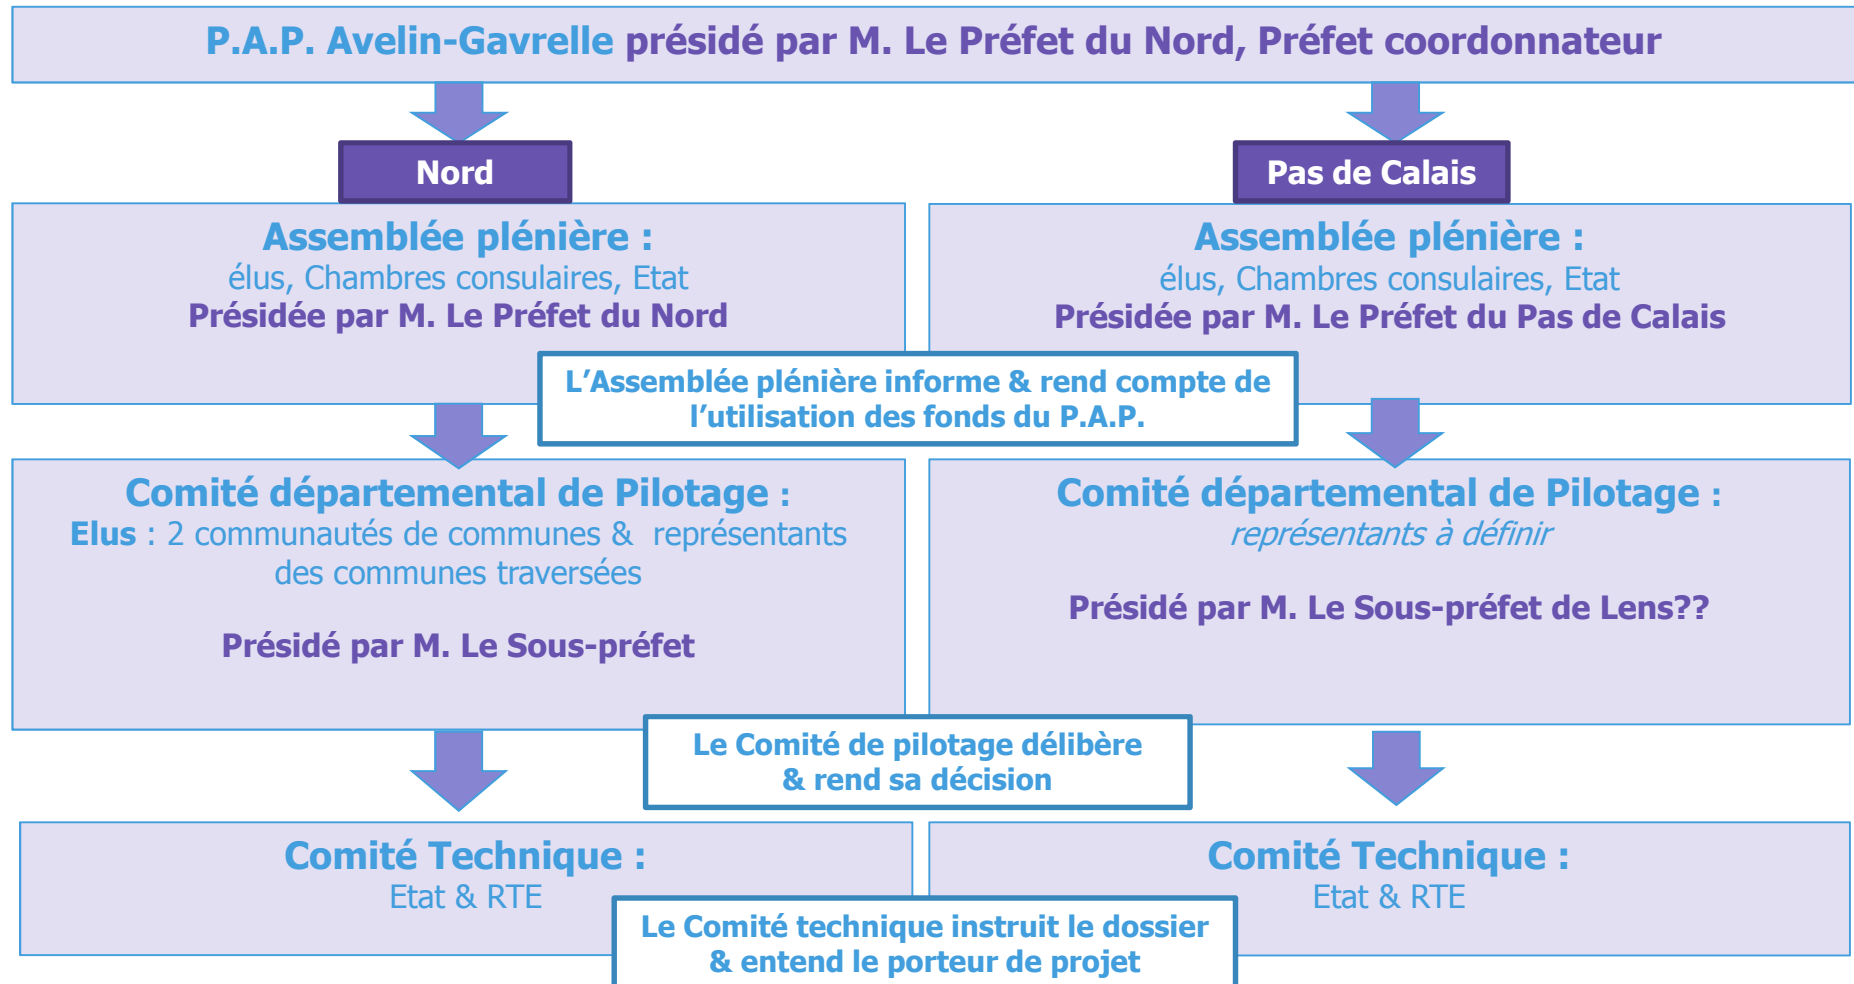 P.A.P. Avelin-Gavrelle présidé par M. Le Préfet du Nord, Préfet coordonnateur
Nord
Assemblée plénière :
élus, Chambres consulaires, Etat
Présidée par M. Le Préfet du Nord
Pas de Calais
Assemblée plénière :
élus, Chambres consulaires, Etat
Présidée par M. Le Préfet du Pas de Calais
L’Assemblée plénière informe & rend compte de
l’utilisation des fonds du P.A.P.
Comité départemental de Pilotage :
Elus : 2 communautés de communes & représentants
des communes traversées
Présidé par M. Le Sous-préfet
Comité départemental de Pilotage :
représentants à définir
Présidé par M. Le Sous-préfet de Lens??
Le Comité de pilotage délibère
& rend sa décision
Comité Technique :
Etat & RTE
Comité Technique :
Etat & RTE
Le Comité technique instruit le dossier
& entend le porteur de projet